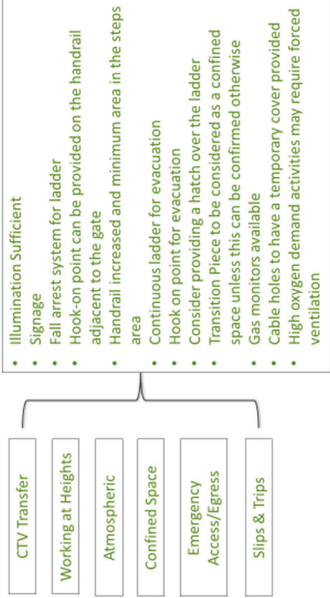 CTV Transfer
Working at Heights
Atmospheric
Confined Space
Emergency
Access/Egress
Slips & Trips
• Illumination Sufficient
• Signage
• Fall arrest system for ladder
• Hook-on point can be provided on the handrail
adjacent to the gate
• Handrail increased and minimum area in the steps
area
• Continuous ladder for evacuation
• Hook on point for evacuation
• Consider providing a hatch over the ladder
• Transition Piece to be considered as a confined
space unless this can be confirmed otherwise
• Gas monitors available
• Cable holes to have a temporary cover provided
• High oxygen demand activities may require forced
ventilation